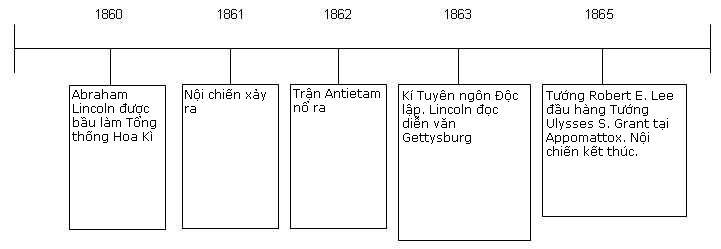 1860
1861
1862
1863
1865
Abraham
Lincoln được
bầu làm Tổng
thống Hoa Kì
Nội chiến xảy
ra
Trận Antietam
nổ ra
Kí Tuyên ngôn Độc
lập. Lincoln đọc
diễn văn
Gettysburg
Tướng Robert E. Lee
đầu hàng Tướng
Ulysses S. Grant tại
Appomattox. Nội
chiến kết thúc.